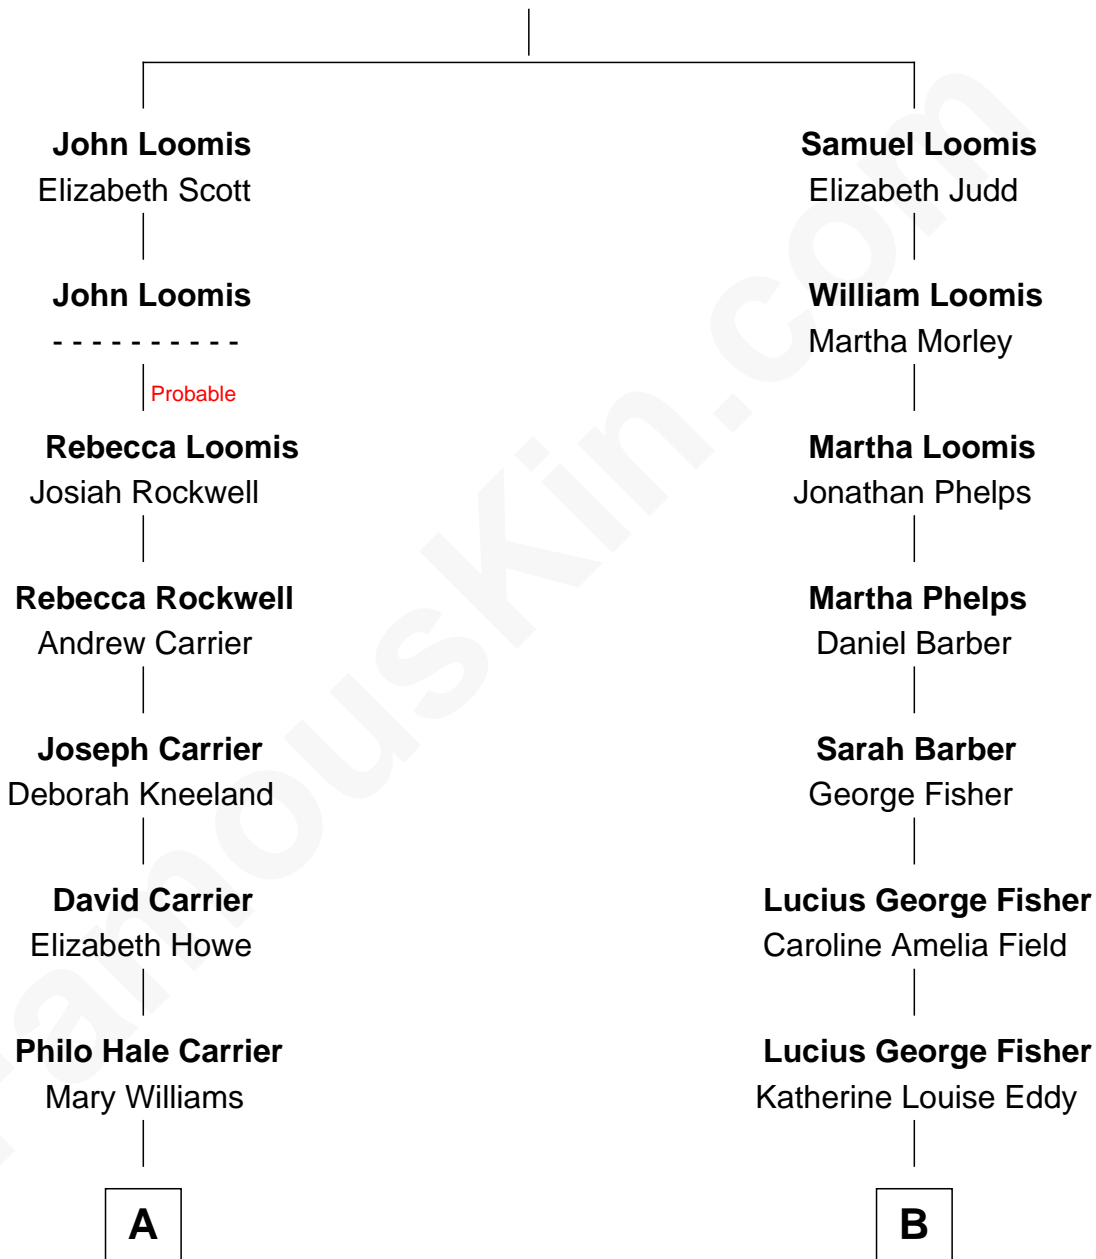 John Loomis
Elizabeth Scott
Samuel Loomis
Elizabeth Judd
John Loomis
- - - - - - - - - -
William Loomis
Martha Morley
Probable
Rebecca Loomis
Josiah Rockwell
Martha Loomis
Jonathan Phelps
Rebecca Rockwell
Andrew Carrier
Martha Phelps
Daniel Barber
Joseph Carrier
Deborah Kneeland
Sarah Barber
George Fisher
David Carrier
Elizabeth Howe
Lucius George Fisher
Caroline Amelia Field
Philo Hale Carrier
Mary Williams
Lucius George Fisher
Katherine Louise Eddy
A
B
FamousKin.com